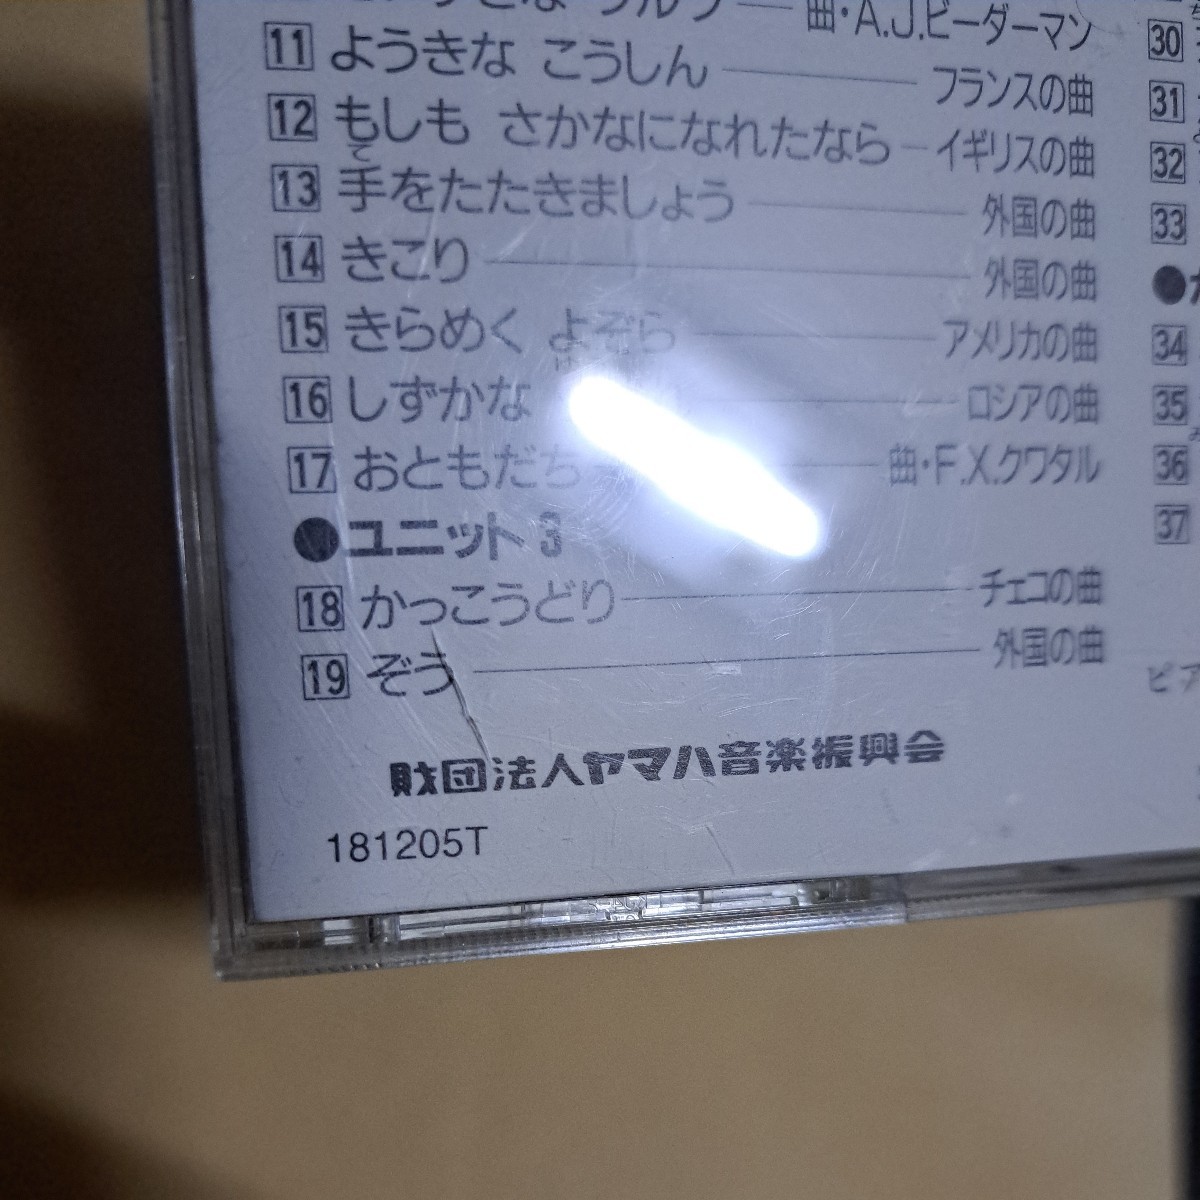 曲・A.J.ビーダーマン
11 ようきな こうしん フランスの曲
12 もしも さかなになれたなら イギリスの曲
て
13 手をたたきましょう 外国の曲
14 きこり 外国の曲
15 きらめく よぞら アメリカの曲
16 しずかな ロシアの曲
17 おともだち 曲・F.X.クワタル
●ユニット3
18 かっこうどり チェコの曲
19 ぞう 外国の曲
財団法人ヤマハ音楽振興会
181205T
30
31
32
33
34
35
36
37
ピア